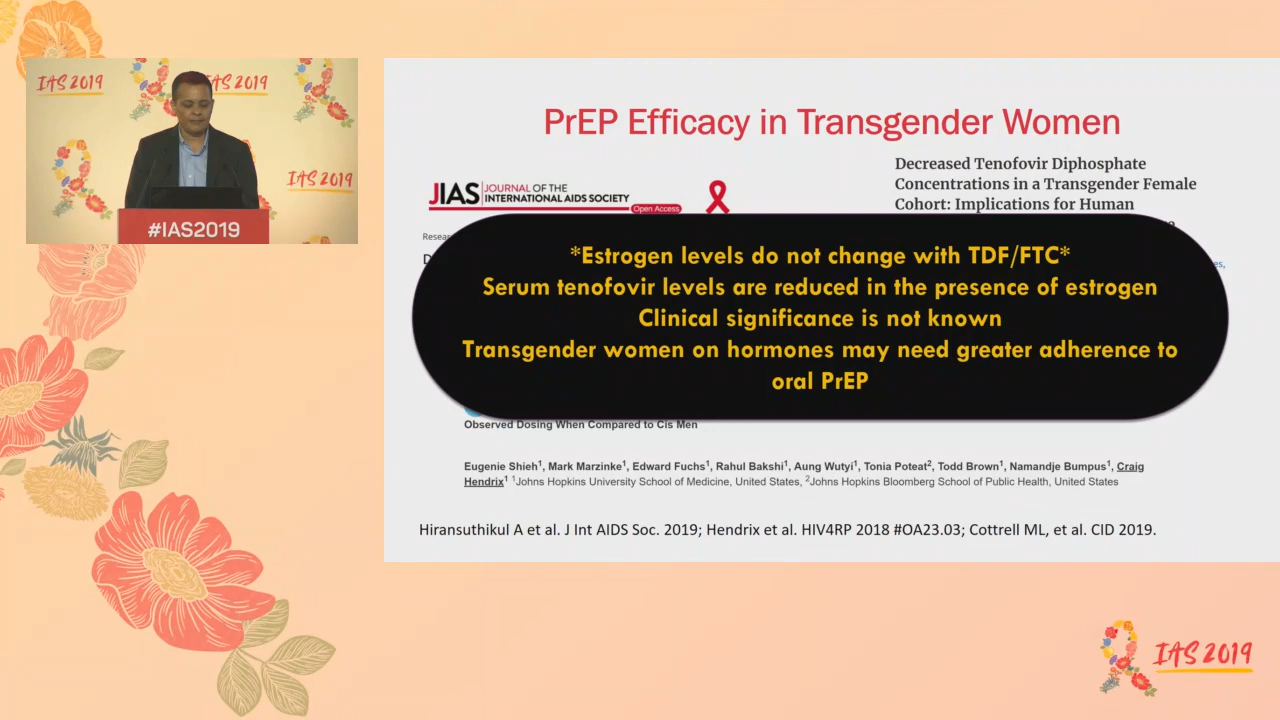 IAS 2019
IAS 2019
IAS 2019
#IAS2019
PrEP Efficacy in Transgender Women
JIAS JOURNAL OF THE
INTERNATIONAL AIDS SOCIETY
Open Access
Decreased Tenofovir Diphosphate
Concentrations in a Transgender Female
Cohort: Implications for Human
*Estrogen levels do not change with TDF/FTC*
Serum tenofovir levels are reduced in the presence of estrogen
Clinical significance is not known
Transgender women on hormones may need greater adherence to
oral PrEP
Observed Dosing When Compared to Cis Men
Eugenie Shieh1, Mark Marzinke1, Edward Fuchs1, Rahul Bakshi1, Aung Wutyi1, Tonia Poteat2, Todd Brown1, Namandje Bumpus1, Craig
Hendrix1 1Johns Hopkins University School of Medicine, United States, 2Johns Hopkins Bloomberg School of Public Health, United States
Hiransuthikul A et al. J Int AIDS Soc. 2019; Hendrix et al. HIV4RP 2018 #OA23.03; Cottrell ML, et al. CID 2019.
IAS 2019